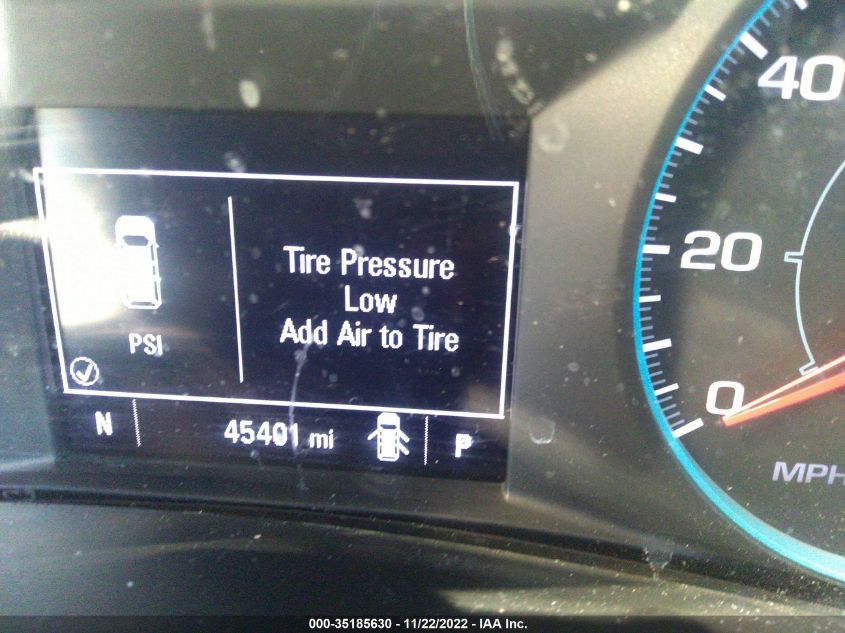 40
20
0
MPH
Tire Pressure
Low
Add Air to Tire
PSI
N
45401 mi
P
000-35185630 - 11/22/2022 - IAA Inc.